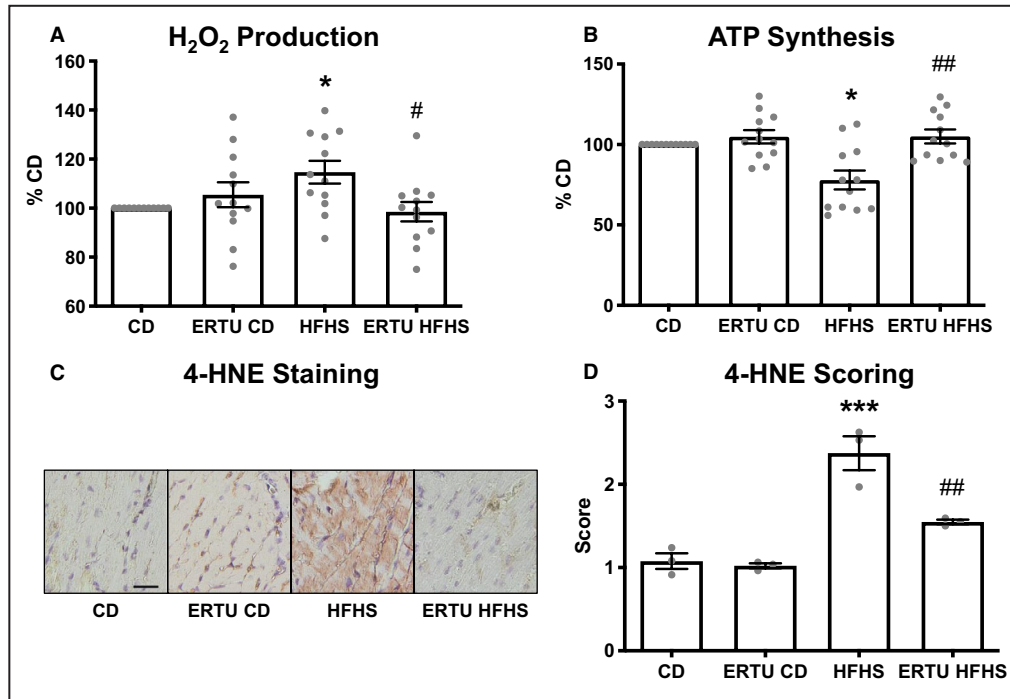 A
H₂O₂ Production
% CD
160
140
120
100
80
60
*
#
CD ERTU CD HFHS ERTU HFHS
B
ATP Synthesis
% CD
150
100
50
0
*
##
CD ERTU CD HFHS ERTU HFHS
C
4-HNE Staining
CD ERTU CD HFHS ERTU HFHS
D
4-HNE Scoring
Score
3
2
1
0
***
##
CD ERTU CD HFHS ERTU HFHS